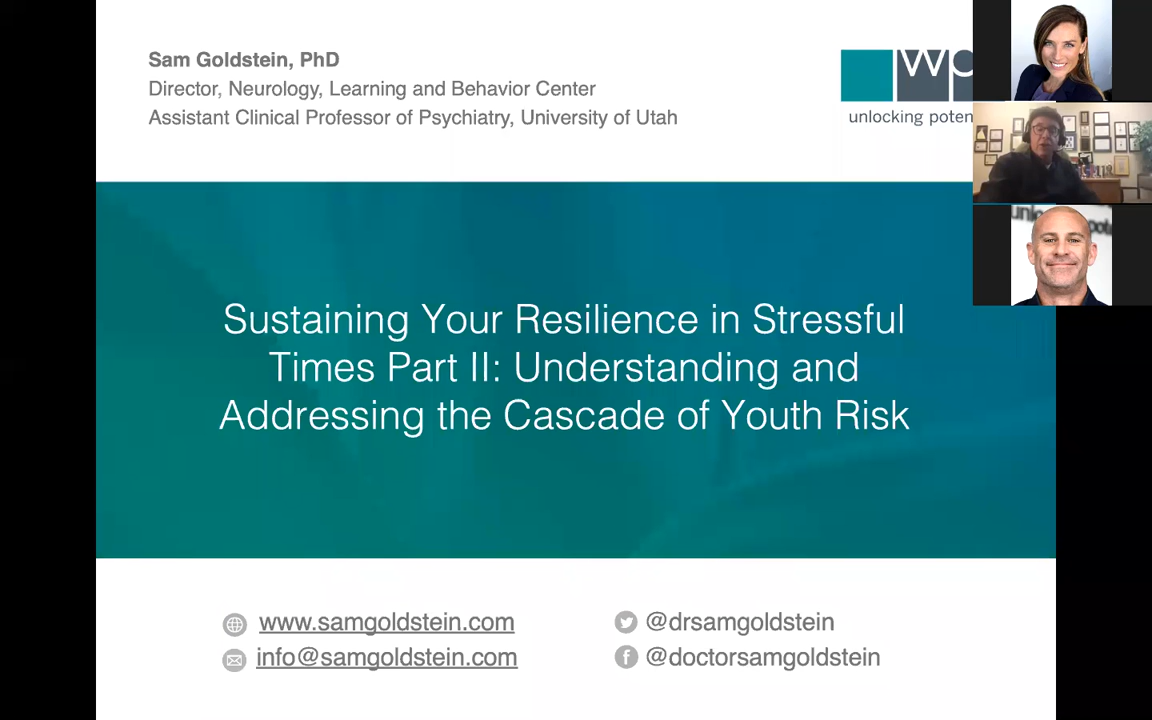 Sam Goldstein, PhD
Director, Neurology, Learning and Behavior Center
Assistant Clinical Professor of Psychiatry, University of Utah
wp
unlocking poten
Sustaining Your Resilience in Stressful
Times Part II: Understanding and
Addressing the Cascade of Youth Risk
www.samgoldstein.com
@drsamgoldstein
info@samgoldstein.com
@doctorsamgoldstein